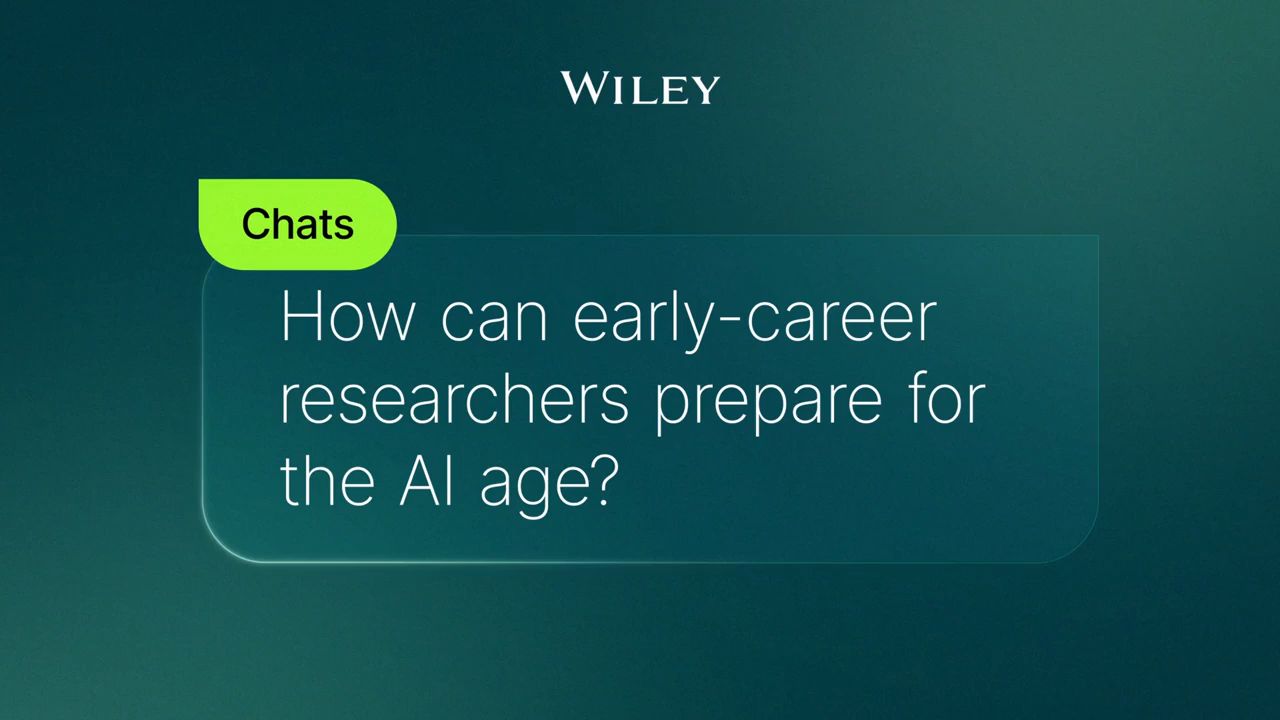 WILEY
Chats
How can early-career
researchers prepare for
the AI age?